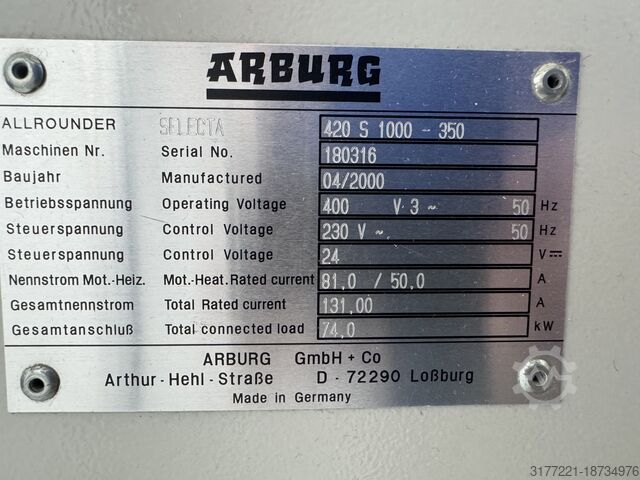 ARBURG
ALLROUNDER SELECTA 420 S 1000 - 350
Maschinen Nr. Serial No. 180316
Baujahr Manufactured 04/2000
Betriebsspannung Operating Voltage 400 V 3 ~ 50 Hz
Steuerspannung Control Voltage 230 V ~ 50 Hz
Steuerspannung Control Voltage 24 V⎓
Nennstrom Mot.-Heiz. Mot.-Heat. Rated current 81,0 / 50,0 A
Gesamtnennstrom Total Rated current 131,00 A
Gesamtanschluß Total connected load 74,0 kW
ARBURG GmbH + Co
Arthur - Hehl - Straße D - 72290 Loßburg
Made in Germany
3177221-18734976